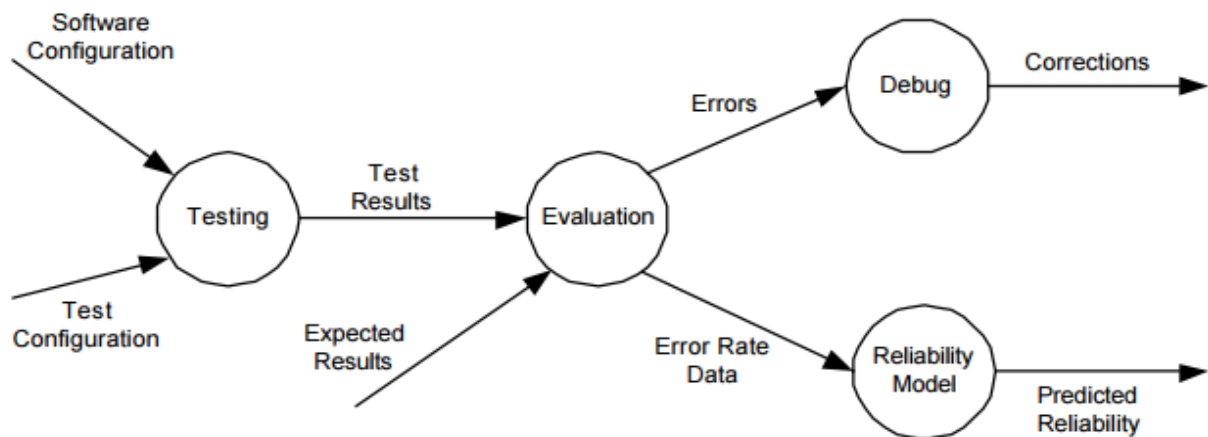 Software
Configuration
Testing
Test
Configuration
Test
Results
Expected
Results
Evaluation
Errors
Debug
Corrections
Error Rate
Data
Reliability
Model
Predicted
Reliability